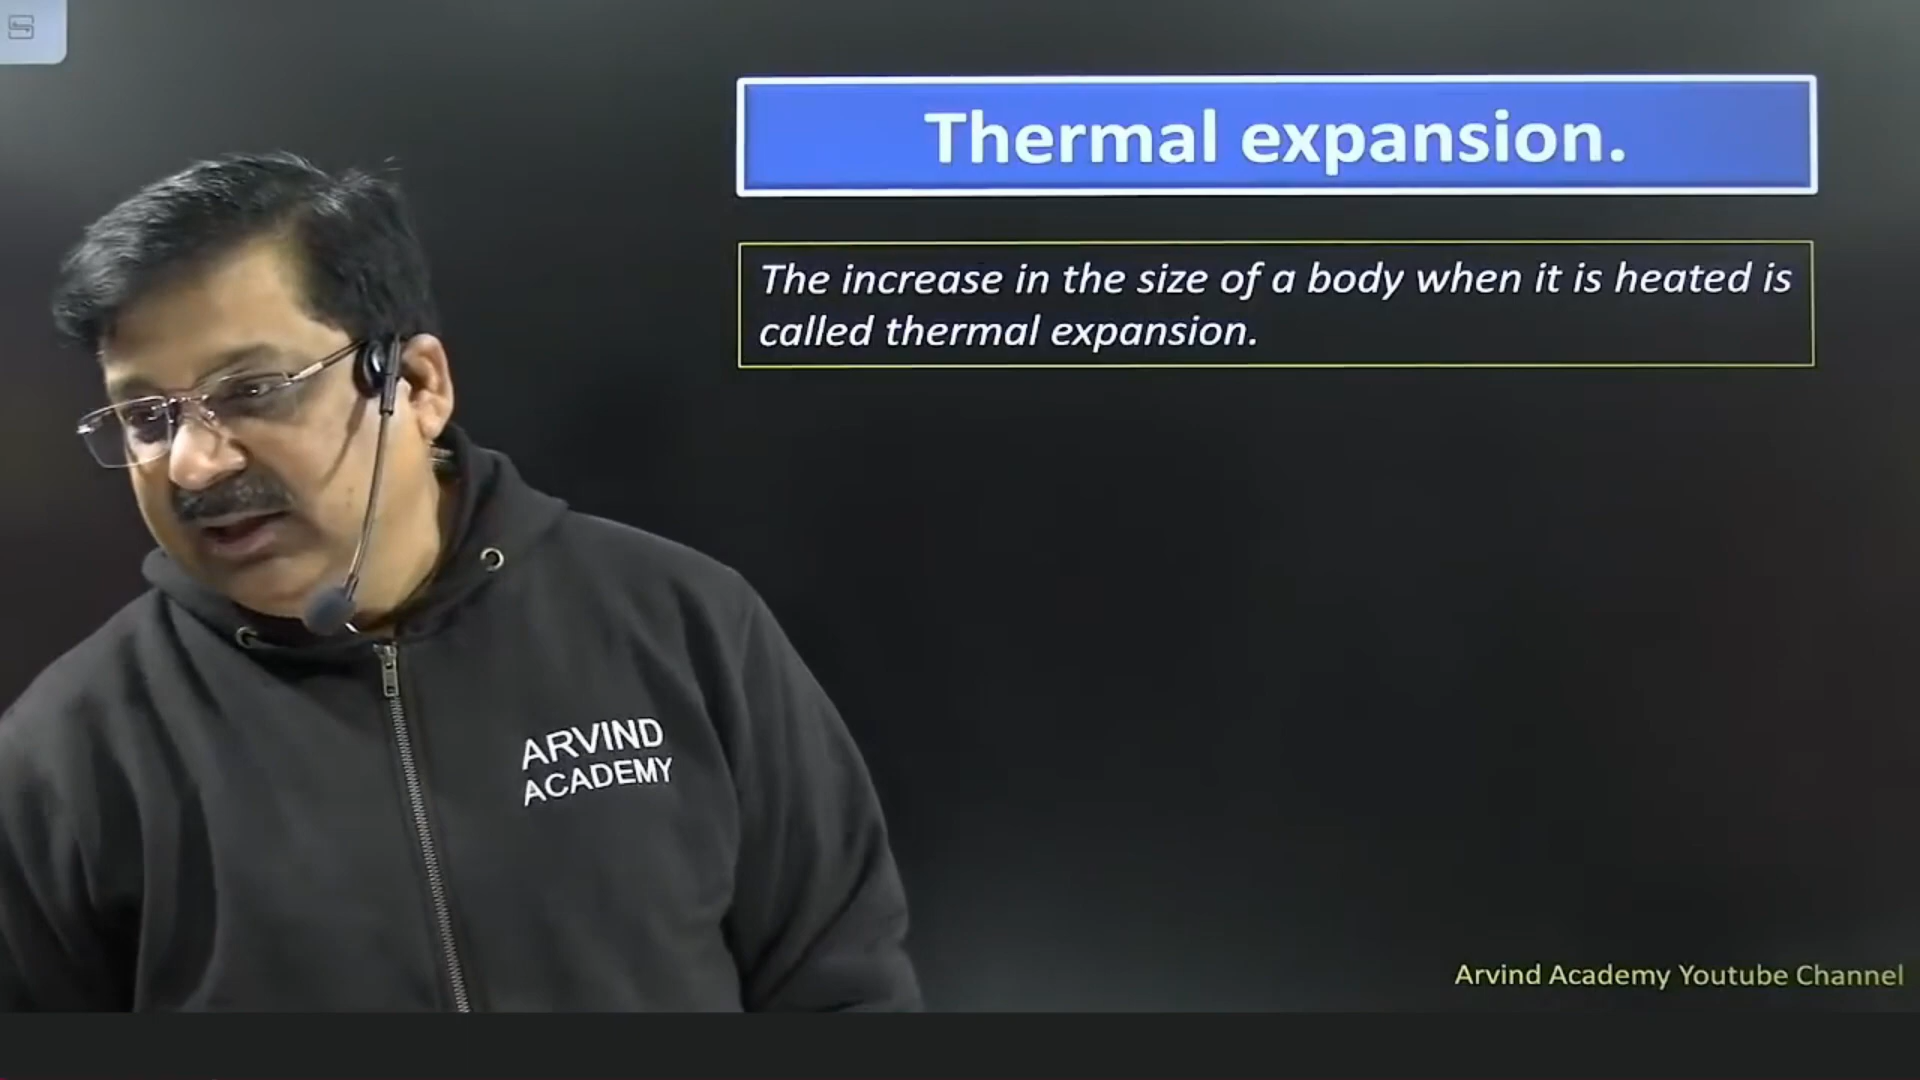 Thermal expansion.
The increase in the size of a body when it is heated is
called thermal expansion.
ARVIND
ACADEMY
Arvind Academy Youtube Channel